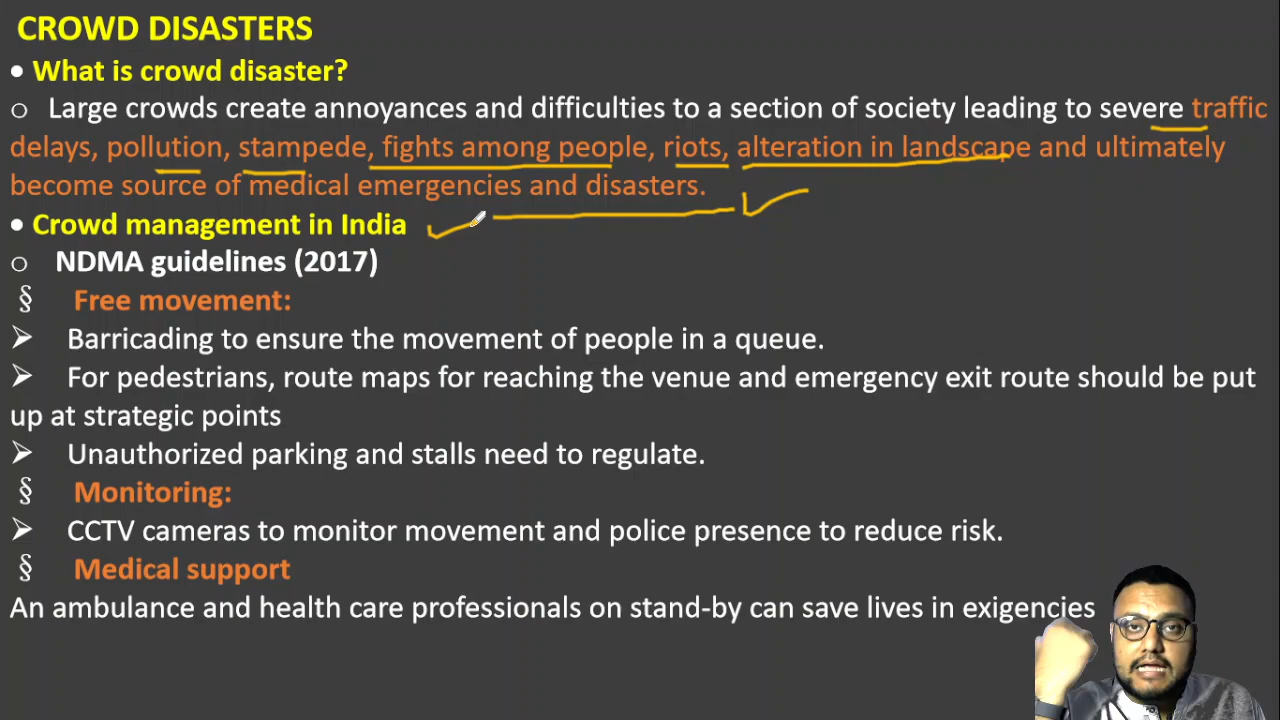 CROWD DISASTERS
• What is crowd disaster?
o Large crowds create annoyances and difficulties to a section of society leading to severe traffic
delays, pollution, stampede, fights among people, riots, alteration in landscape and ultimately
become source of medical emergencies and disasters.
• Crowd management in India
o NDMA guidelines (2017)
§ Free movement:
➢ Barricading to ensure the movement of people in a queue.
➢ For pedestrians, route maps for reaching the venue and emergency exit route should be put
up at strategic points
➢ Unauthorized parking and stalls need to regulate.
§ Monitoring:
➢ CCTV cameras to monitor movement and police presence to reduce risk.
§ Medical support
An ambulance and health care professionals on stand-by can save lives in exigencies